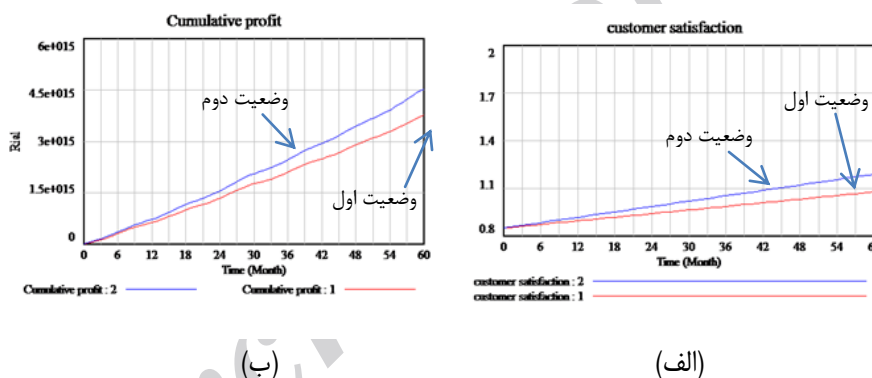 Cumulative profit
6e+015
4.5e+015
3e+015
1.5e+015
0
Rial
وضعیت دوم
وضعیت اول
0 6 12 18 24 30 36 42 48 54 60
Time (Month)
Cumulative profit : 2
Cumulative profit : 1
(ب)
customer satisfaction
2
1.7
1.4
1.1
0.8
وضعیت اول
وضعیت دوم
0 6 12 18 24 30 36 42 48 54
Time (Month)
customer satisfaction : 2
customer satisfaction : 1
(الف)